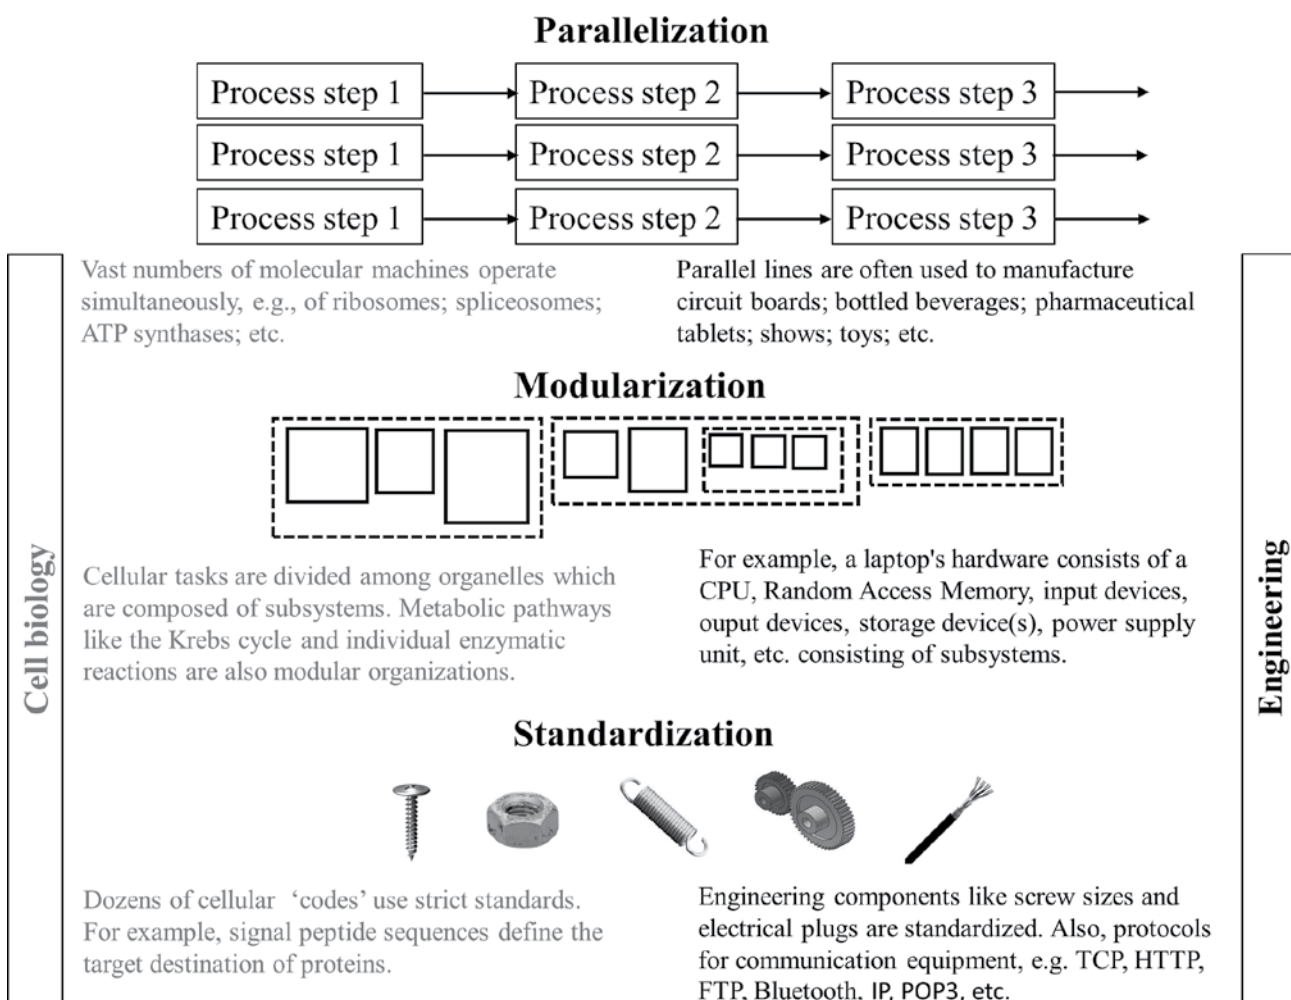 Parallelization
Process step 1
Process step 2
Process step 3
Process step 1
Process step 2
Process step 3
Process step 1
Process step 2
Process step 3
Cell biology
Vast numbers of molecular machines operate
simultaneously, e.g., of ribosomes; spliceosomes;
ATP synthases; etc.
Parallel lines are often used to manufacture
circuit boards; bottled beverages; pharmaceutical
tablets; shows; toys; etc.
Engineering
Modularization
Cellular tasks are divided among organelles which
are composed of subsystems. Metabolic pathways
like the Krebs cycle and individual enzymatic
reactions are also modular organizations.
For example, a laptop's hardware consists of a
CPU, Random Access Memory, input devices,
ouput devices, storage device(s), power supply
unit, etc. consisting of subsystems.
Standardization
Dozens of cellular ‘codes’ use strict standards.
For example, signal peptide sequences define the
target destination of proteins.
Engineering components like screw sizes and
electrical plugs are standardized. Also, protocols
for communication equipment, e.g. TCP, HTTP,
FTP, Bluetooth, IP, POP3, etc.